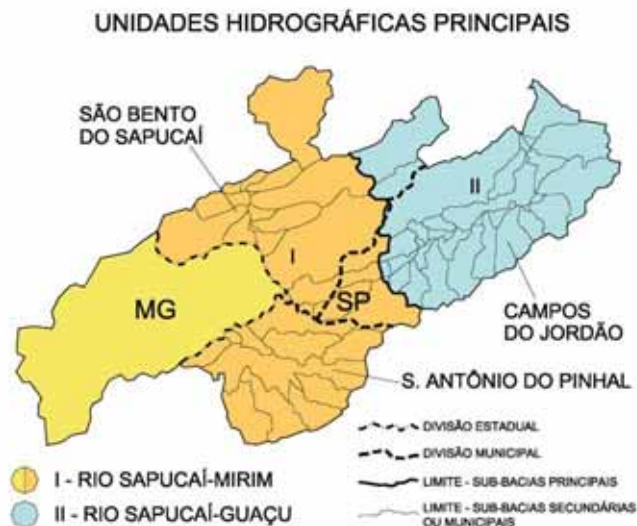 UNIDADES HIDROGRÁFICAS PRINCIPAIS
SÃO BENTO
DO SAPUCAÍ
II
I
MG
SP
CAMPOS
DO JORDÃO
S. ANTÔNIO DO PINHAL
DIVISÃO ESTADUAL
DIVISÃO MUNICIPAL
I - RIO SAPUCAÍ-MIRIM
LIMITE - SUB-BACIAS PRINCIPAIS
II - RIO SAPUCAÍ-GUAÇU
LIMITE - SUB-BACIAS SECUNDÁRIAS
OU MUNICIPAIS